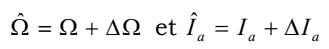 Ω̂ = Ω + ΔΩ et Î_a = I_a + ΔI_a